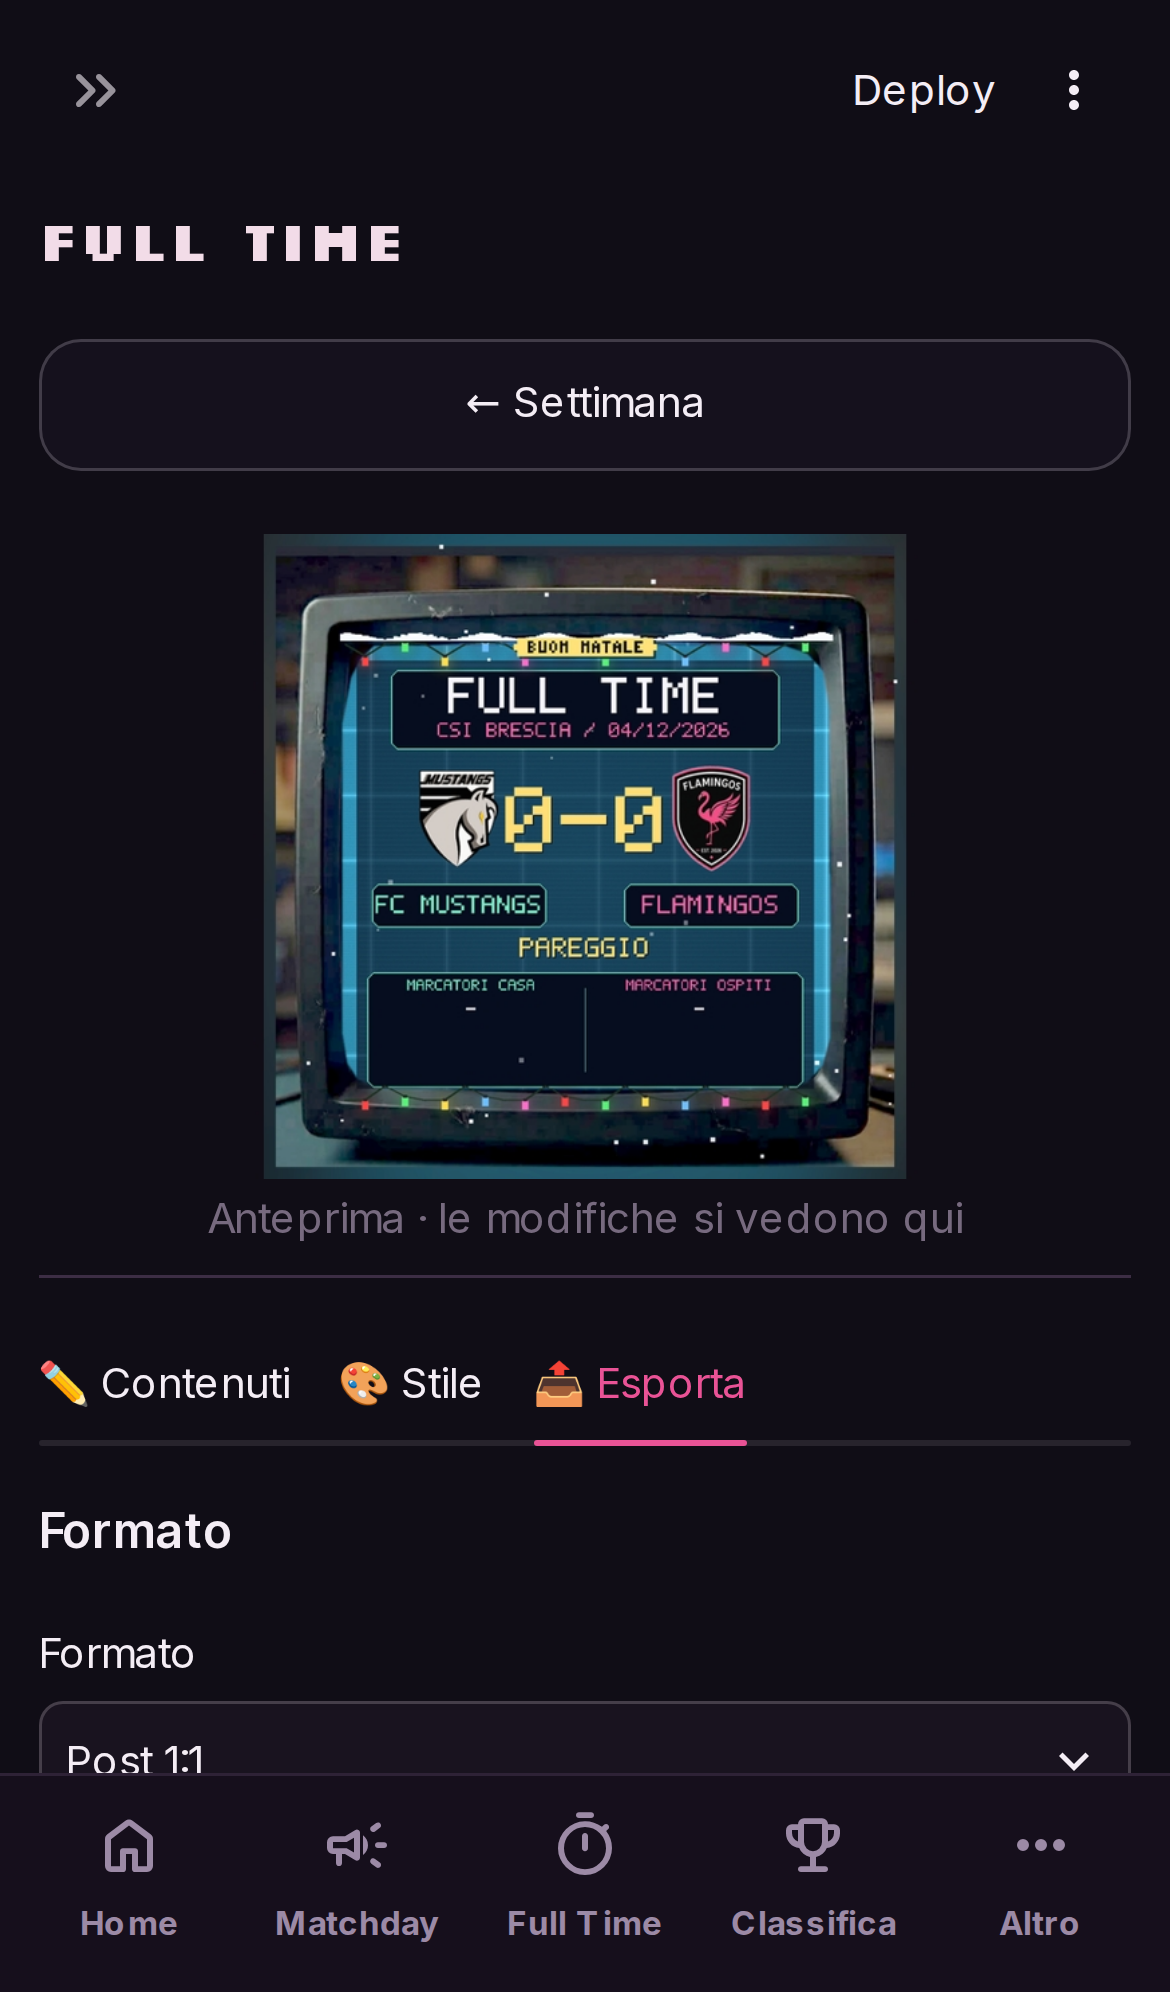 Deploy
FULL TIME
← Settimana
BUON NATALE
FULL TIME
CSI BRESCIA / 04/12/2026
MUSTANGS
0-0
FLAMINGOS
EST. 2026
FC MUSTANGS
FLAMINGOS
PAREGGIO
MARCATORI CASA
MARCATORI OSPITI
-
-
Anteprima · le modifiche si vedono qui
✏️ Contenuti
🎨 Stile
📤 Esporta
Formato
Formato
Post 1:1
Home
Matchday
Full Time
Classifica
Altro